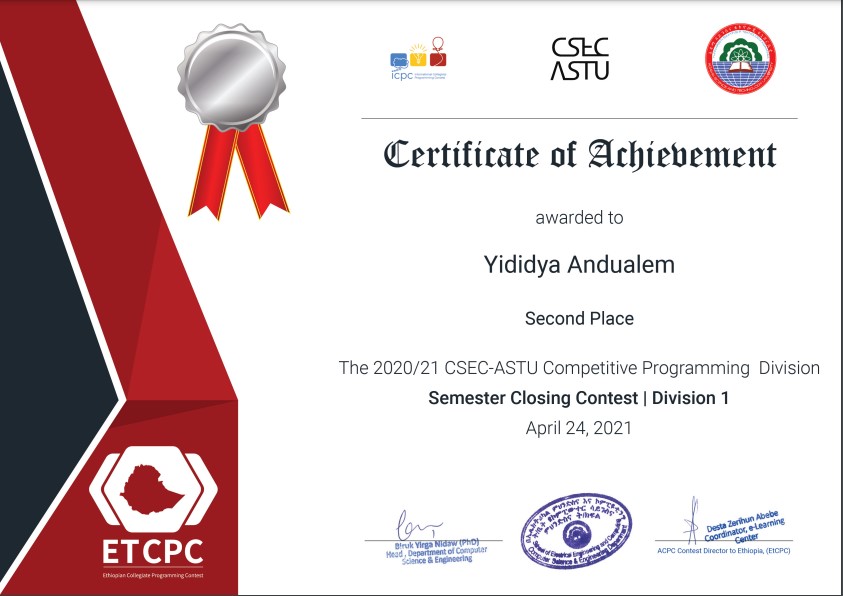 icpc International Collegiate
Programming Contest
CSEC
ASTU
Certificate of Achievement
awarded to
Yididya Andualem
Second Place
The 2020/21 CSEC-ASTU Competitive Programming Division
Semester Closing Contest | Division 1
April 24, 2021
ETCPC
Ethiopian Collegiate Programming Contest
Biruk Yirga Nidaw (PhD)
Head, Department of Computer
Science & Engineering
School of Electrical Engineering and Computing
Computer Science & Engineering Department
Desta Zerihun Abebe
Coordinator, e-Learning
Center
ACPC Contest Director to Ethiopia, (EtCPC)